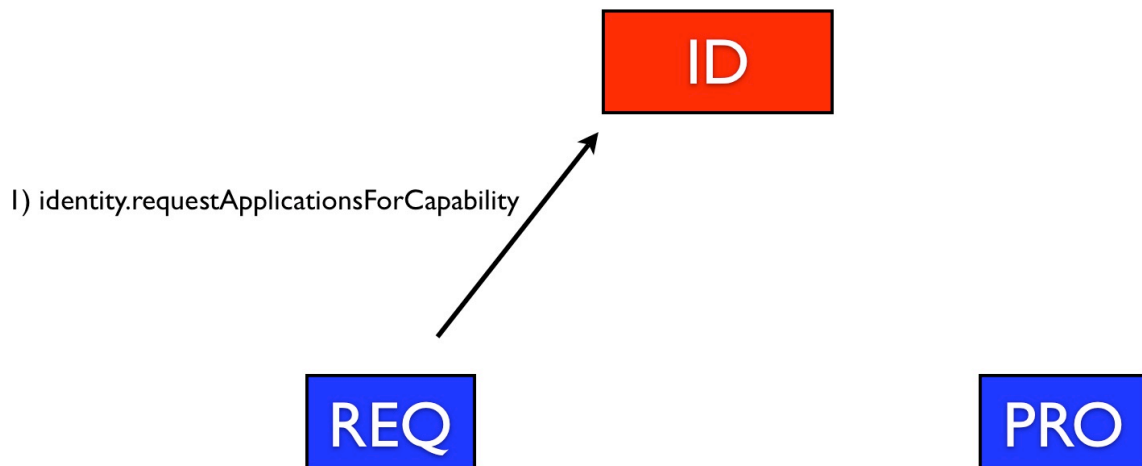 ID
1) identity.requestApplicationsForCapability
REQ
PRO